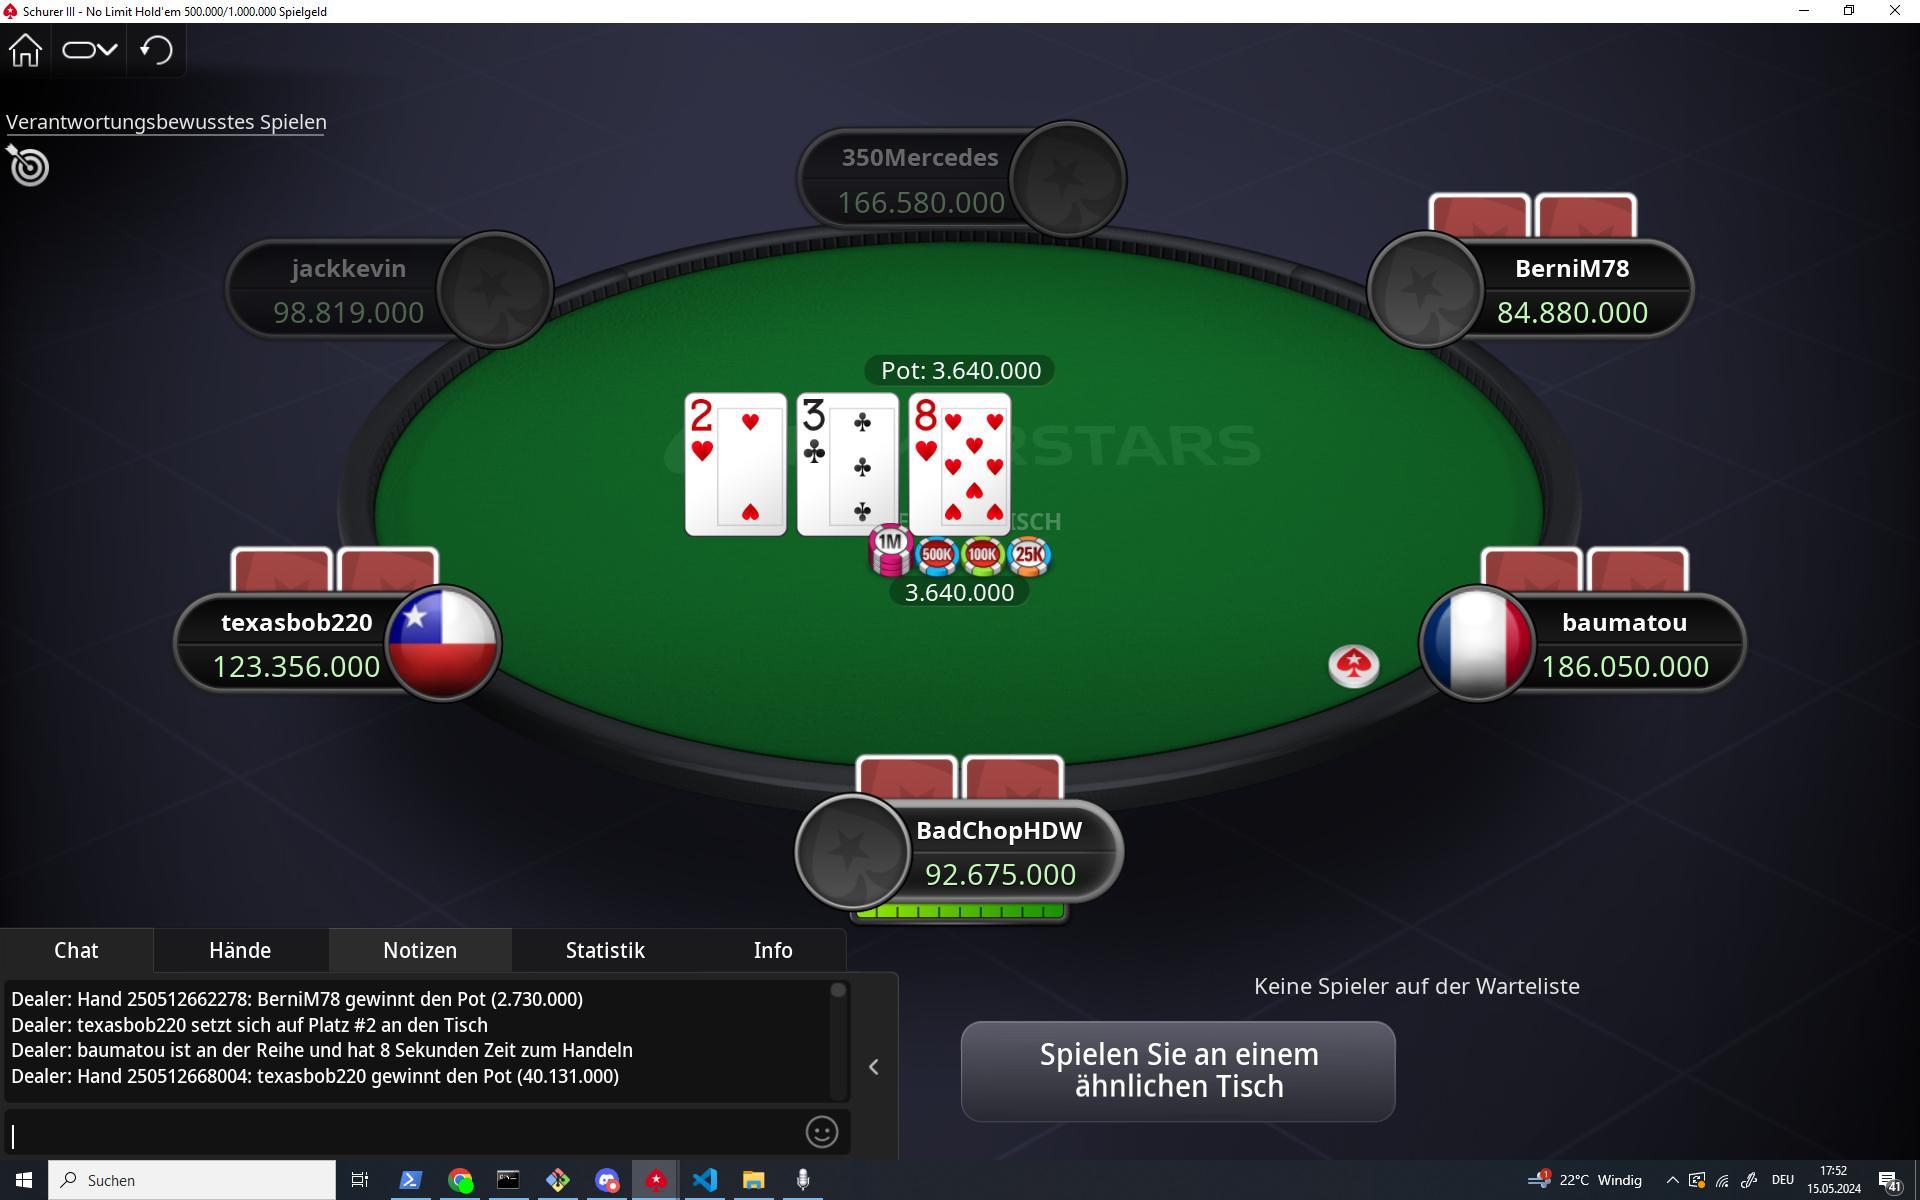 Schurer III - No Limit Hold'em 500.000/1.000.000 Spielgeld
Verantwortungsbewusstes Spielen
350Mercedes
166.580.000
jackkevin
98.819.000
BerniM78
84.880.000
Pot: 3.640.000
2
3
8
RSTARS
ISCH
1M
500K
100K
25K
3.640.000
texasbob220
123.356.000
baumatou
186.050.000
BadChopHDW
92.675.000
Chat
Hände
Notizen
Statistik
Info
Dealer: Hand 250512662278: BerniM78 gewinnt den Pot (2.730.000)
Dealer: texasbob220 setzt sich auf Platz #2 an den Tisch
Dealer: baumatou ist an der Reihe und hat 8 Sekunden Zeit zum Handeln
Dealer: Hand 250512668004: texasbob220 gewinnt den Pot (40.131.000)
Keine Spieler auf der Warteliste
Spielen Sie an einem
ähnlichen Tisch
Suchen
1
22°C Windig
DEU
17:52
15.05.2024
41